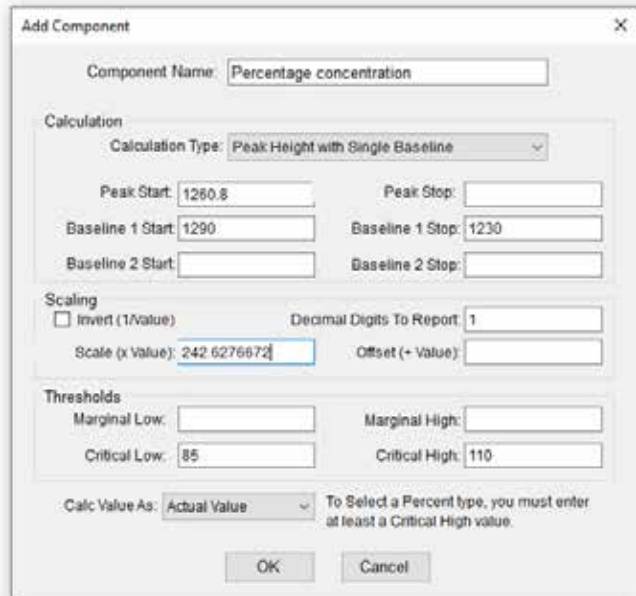 Add Component
Component Name: Percentage concentration
Calculation
Calculation Type: Peak Height with Single Baseline
Peak Start: 1260.8 Peak Stop:
Baseline 1 Start: 1290 Baseline 1 Stop: 1230
Baseline 2 Start: Baseline 2 Stop:
Scaling
Invert (1/Value) Decimal Digits To Report: 1
Scale (x Value): 242.6276672 Offset (+ Value):
Thresholds
Marginal Low: Marginal High:
Critical Low: 85 Critical High: 110
Calc Value As: Actual Value To Select a Percent type, you must enter
at least a Critical High value.
OK Cancel